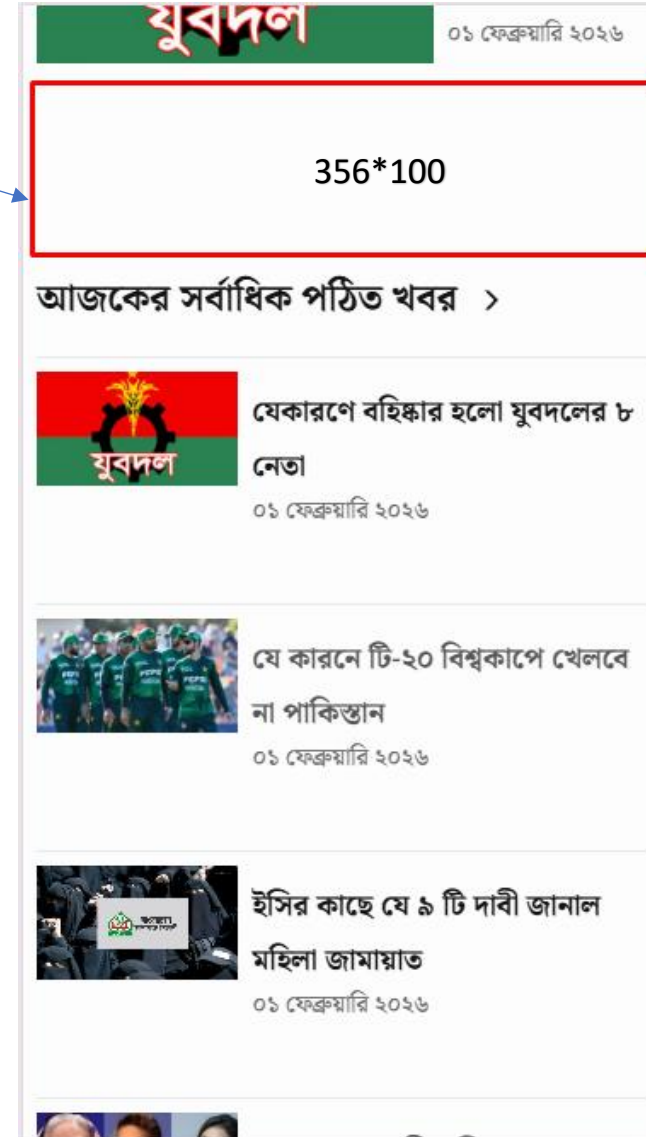 যুবদল
০১ ফেব্রুয়ারি ২০২৬
356*100
আজকের সর্বাধিক পঠিত খবর >
যুবদল
যেকারণে বহিষ্কার হলো যুবদলের ৮
নেতা
০১ ফেব্রুয়ারি ২০২৬
যে কারনে টি-২০ বিশ্বকাপে খেলবে
না পাকিস্তান
০১ ফেব্রুয়ারি ২০২৬
ইসির কাছে যে ৯ টি দাবী জানাল
মহিলা জামায়াত
০১ ফেব্রুয়ারি ২০২৬